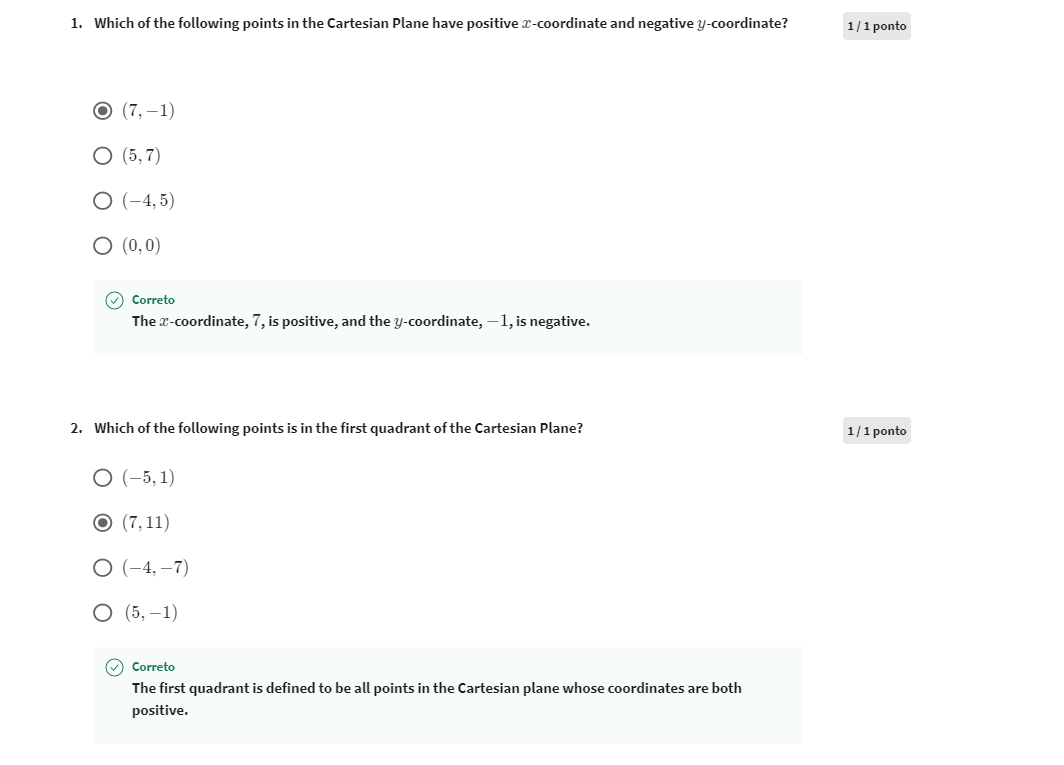 1. Which of the following points in the Cartesian Plane have positive x-coordinate and negative y-coordinate?
1 / 1 ponto
(7, −1)
(5, 7)
(−4, 5)
(0, 0)
Correto
The x-coordinate, 7, is positive, and the y-coordinate, −1, is negative.
2. Which of the following points is in the first quadrant of the Cartesian Plane?
1 / 1 ponto
(−5, 1)
(7, 11)
(−4, −7)
(5, −1)
Correto
The first quadrant is defined to be all points in the Cartesian plane whose coordinates are both
positive.